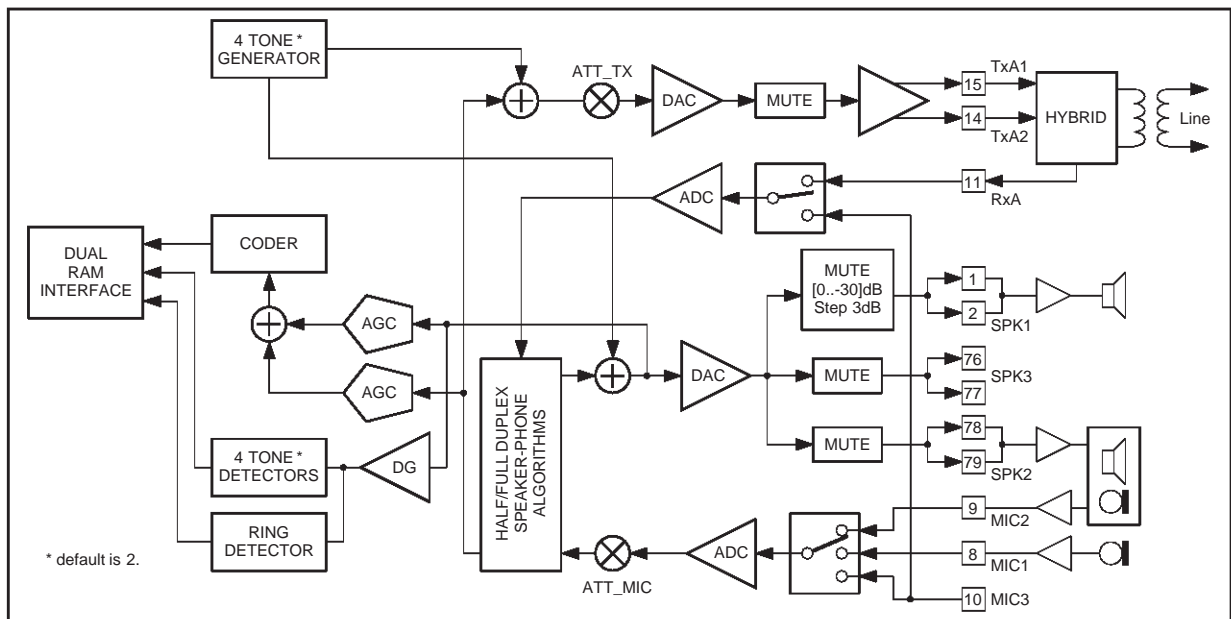 4 TONE *
GENERATOR
ATT_TX
DAC
MUTE
15
TxA1
14
TxA2
HYBRID
Line
ADC
11
RxA
DUAL
RAM
INTERFACE
CODER
AGC
AGC
MUTE
[0..-30]dB
Step 3dB
1
2
SPK1
DAC
MUTE
76
SPK3
77
MUTE
78
79
SPK2
HALF/FULL DUPLEX
SPEAKER-PHONE
ALGORITHMS
4 TONE *
DETECTORS
DG
RING
DETECTOR
9
MIC2
ADC
8
MIC1
ATT_MIC
10
MIC3
* default is 2.